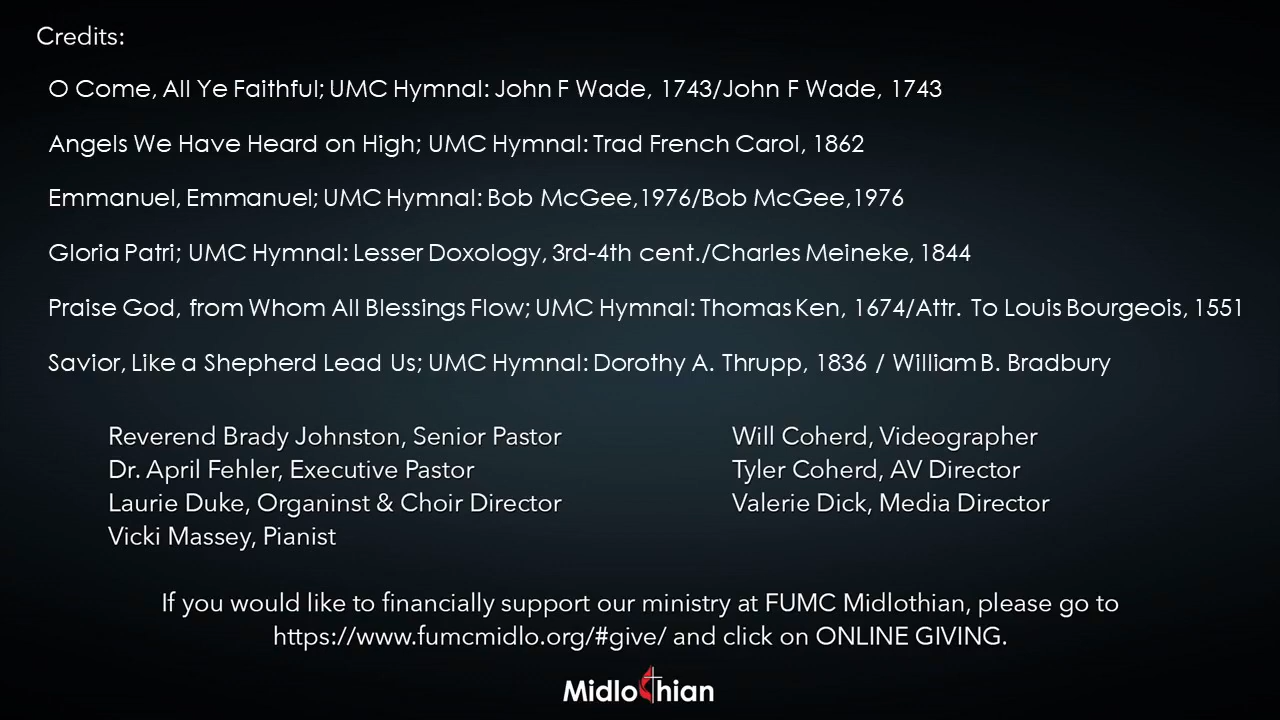 Credits:
O Come, All Ye Faithful; UMC Hymnal: John F Wade, 1743/John F Wade, 1743
Angels We Have Heard on High; UMC Hymnal: Trad French Carol, 1862
Emmanuel, Emmanuel; UMC Hymnal: Bob McGee,1976/Bob McGee,1976
Gloria Patri; UMC Hymnal: Lesser Doxology, 3rd-4th cent./Charles Meineke, 1844
Praise God, from Whom All Blessings Flow; UMC Hymnal: Thomas Ken, 1674/Attr. To Louis Bourgeois, 1551
Savior, Like a Shepherd Lead Us; UMC Hymnal: Dorothy A. Thrupp, 1836 / William B. Bradbury
Reverend Brady Johnston, Senior Pastor
Dr. April Fehler, Executive Pastor
Laurie Duke, Organinst & Choir Director
Vicki Massey, Pianist
Will Coherd, Videographer
Tyler Coherd, AV Director
Valerie Dick, Media Director
If you would like to financially support our ministry at FUMC Midlothian, please go to
https://www.fumcmidlo.org/#give/ and click on ONLINE GIVING.
Midlothian